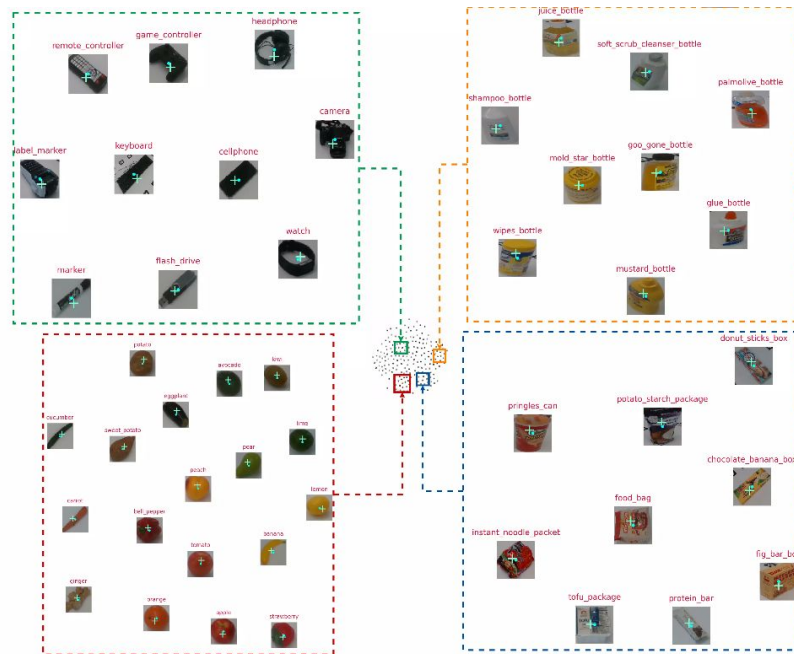 headphone
game_controller
remote_controller
camera
label_marker
keyboard
cellphone
watch
marker
flash_drive
juice_bottle
soft_scrub_cleanser_bottle
palmolive_bottle
shampoo_bottle
mold_star_bottle
goo_gone_bottle
glue_bottle
wipes_bottle
mustard_bottle
potato
avocado
kiwi
eggplant
cucumber
sweet_potato
lime
pear
peach
lemon
carrot
bell_pepper
banana
tomato
ginger
orange
apple
strawberry
donut_sticks_box
pringles_can
potato_starch_package
chocolate_banana_box
food_bag
instant_noodle_packet
fig_bar_bo
tofu_package
protein_bar